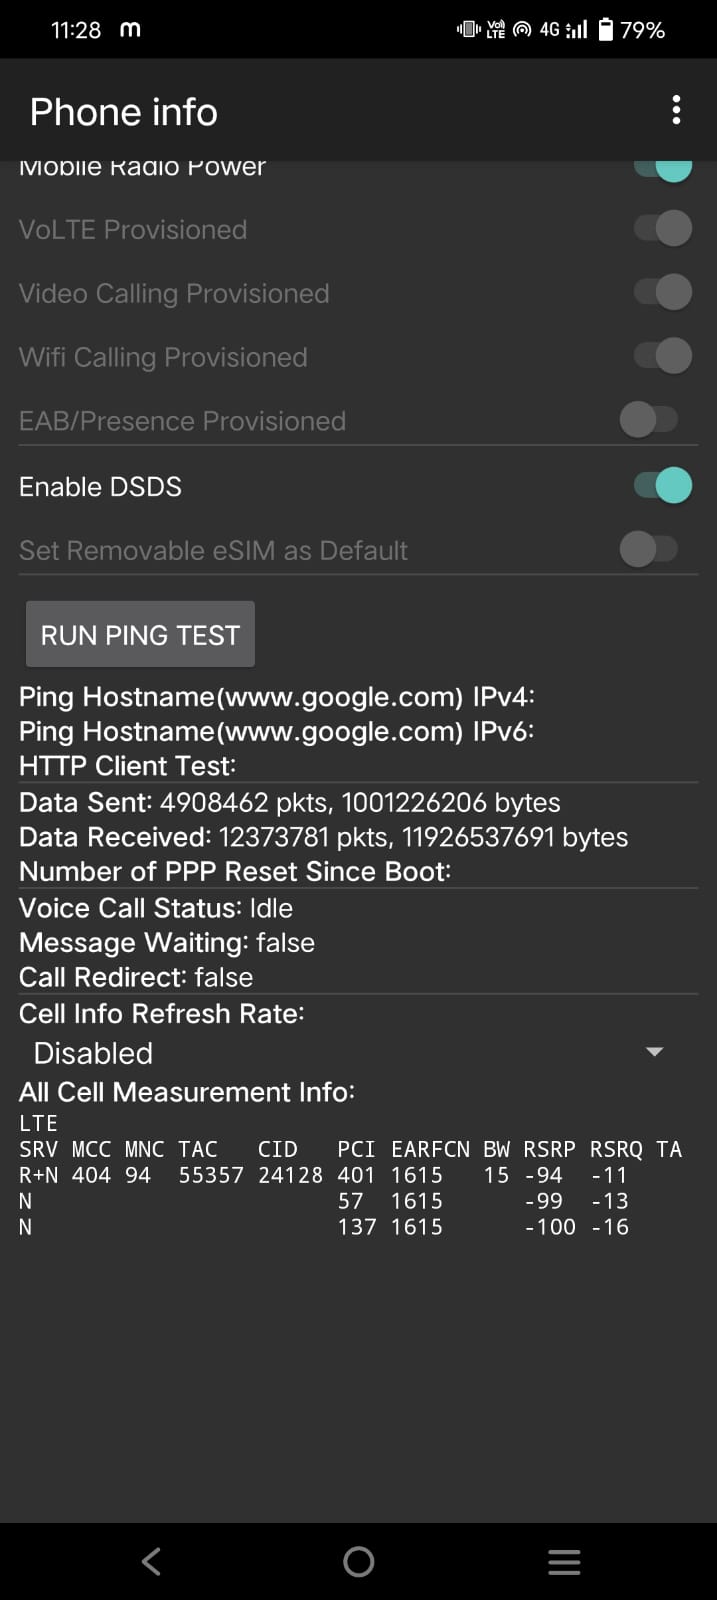 11:28 m VoI) LTE 4G 79%
Phone info
Mobile Radio Power
VoLTE Provisioned
Video Calling Provisioned
Wifi Calling Provisioned
EAB/Presence Provisioned
Enable DSDS
Set Removable eSIM as Default
RUN PING TEST
Ping Hostname(www.google.com) IPv4:
Ping Hostname(www.google.com) IPv6:
HTTP Client Test:
Data Sent: 4908462 pkts, 1001226206 bytes
Data Received: 12373781 pkts, 11926537691 bytes
Number of PPP Reset Since Boot:
Voice Call Status: Idle
Message Waiting: false
Call Redirect: false
Cell Info Refresh Rate:
Disabled
All Cell Measurement Info:
LTE
SRV MCC MNC TAC CID PCI EARFCN BW RSRP RSRQ TA
R+N 404 94 55357 24128 401 1615 15 -94 -11
N 57 1615 -99 -13
N 137 1615 -100 -16